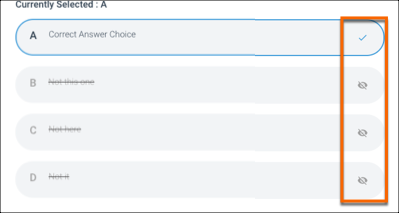 Currently Selected : A
A Correct Answer Choice
B Not this one
C Not here
D Not it